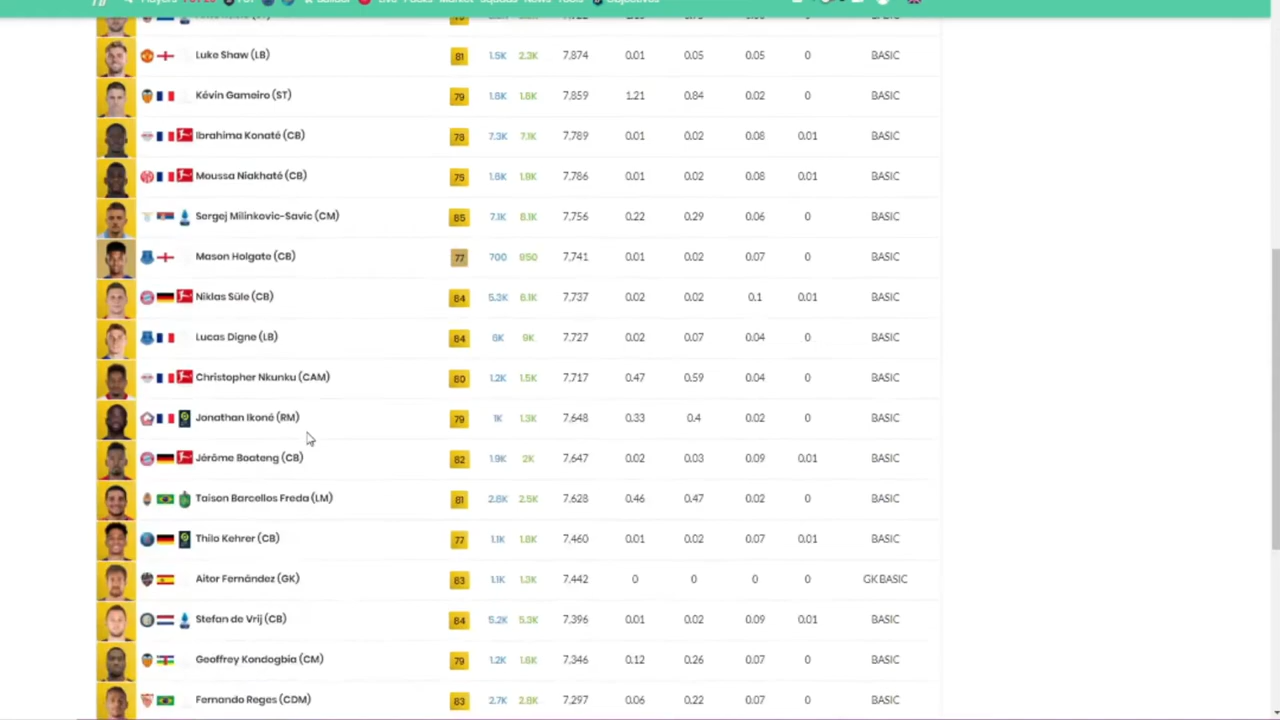 Luke Shaw (LB) 81 1.5K 2.3K 7,874 0.01 0.05 0.05 0 BASIC
Kévin Gameiro (ST) 79 1.6K 1.8K 7,859 1.21 0.84 0.02 0 BASIC
Ibrahima Konaté (CB) 78 7.3K 7.1K 7,789 0.01 0.02 0.08 0.01 BASIC
Moussa Niakhaté (CB) 75 1.6K 1.9K 7,786 0.01 0.02 0.08 0.01 BASIC
Sergej Milinkovic-Savic (CM) 85 7.1K 8.1K 7,756 0.22 0.29 0.06 0 BASIC
Mason Holgate (CB) 77 700 950 7,741 0.01 0.02 0.07 0 BASIC
Niklas Süle (CB) 84 5.3K 6.1K 7,737 0.02 0.02 0.1 0.01 BASIC
Lucas Digne (LB) 84 6K 9K 7,727 0.02 0.07 0.04 0 BASIC
Christopher Nkunku (CAM) 80 1.2K 1.5K 7,717 0.47 0.59 0.04 0 BASIC
Jonathan Ikoné (RM) 79 1K 1.3K 7,648 0.33 0.4 0.02 0 BASIC
Jérôme Boateng (CB) 82 1.9K 2K 7,647 0.02 0.03 0.09 0.01 BASIC
Taison Barcellos Freda (LM) 81 2.6K 2.5K 7,628 0.46 0.47 0.02 0 BASIC
Thilo Kehrer (CB) 77 1.1K 1.8K 7,460 0.01 0.02 0.07 0.01 BASIC
Aitor Fernández (GK) 83 1.1K 1.3K 7,442 0 0 0 0 GK BASIC
Stefan de Vrij (CB) 84 5.2K 5.3K 7,396 0.01 0.02 0.09 0.01 BASIC
Geoffrey Kondogbia (CM) 79 1.2K 1.6K 7,346 0.12 0.26 0.07 0 BASIC
Fernando Reges (CDM) 83 2.7K 2.8K 7,297 0.06 0.22 0.07 0 BASIC